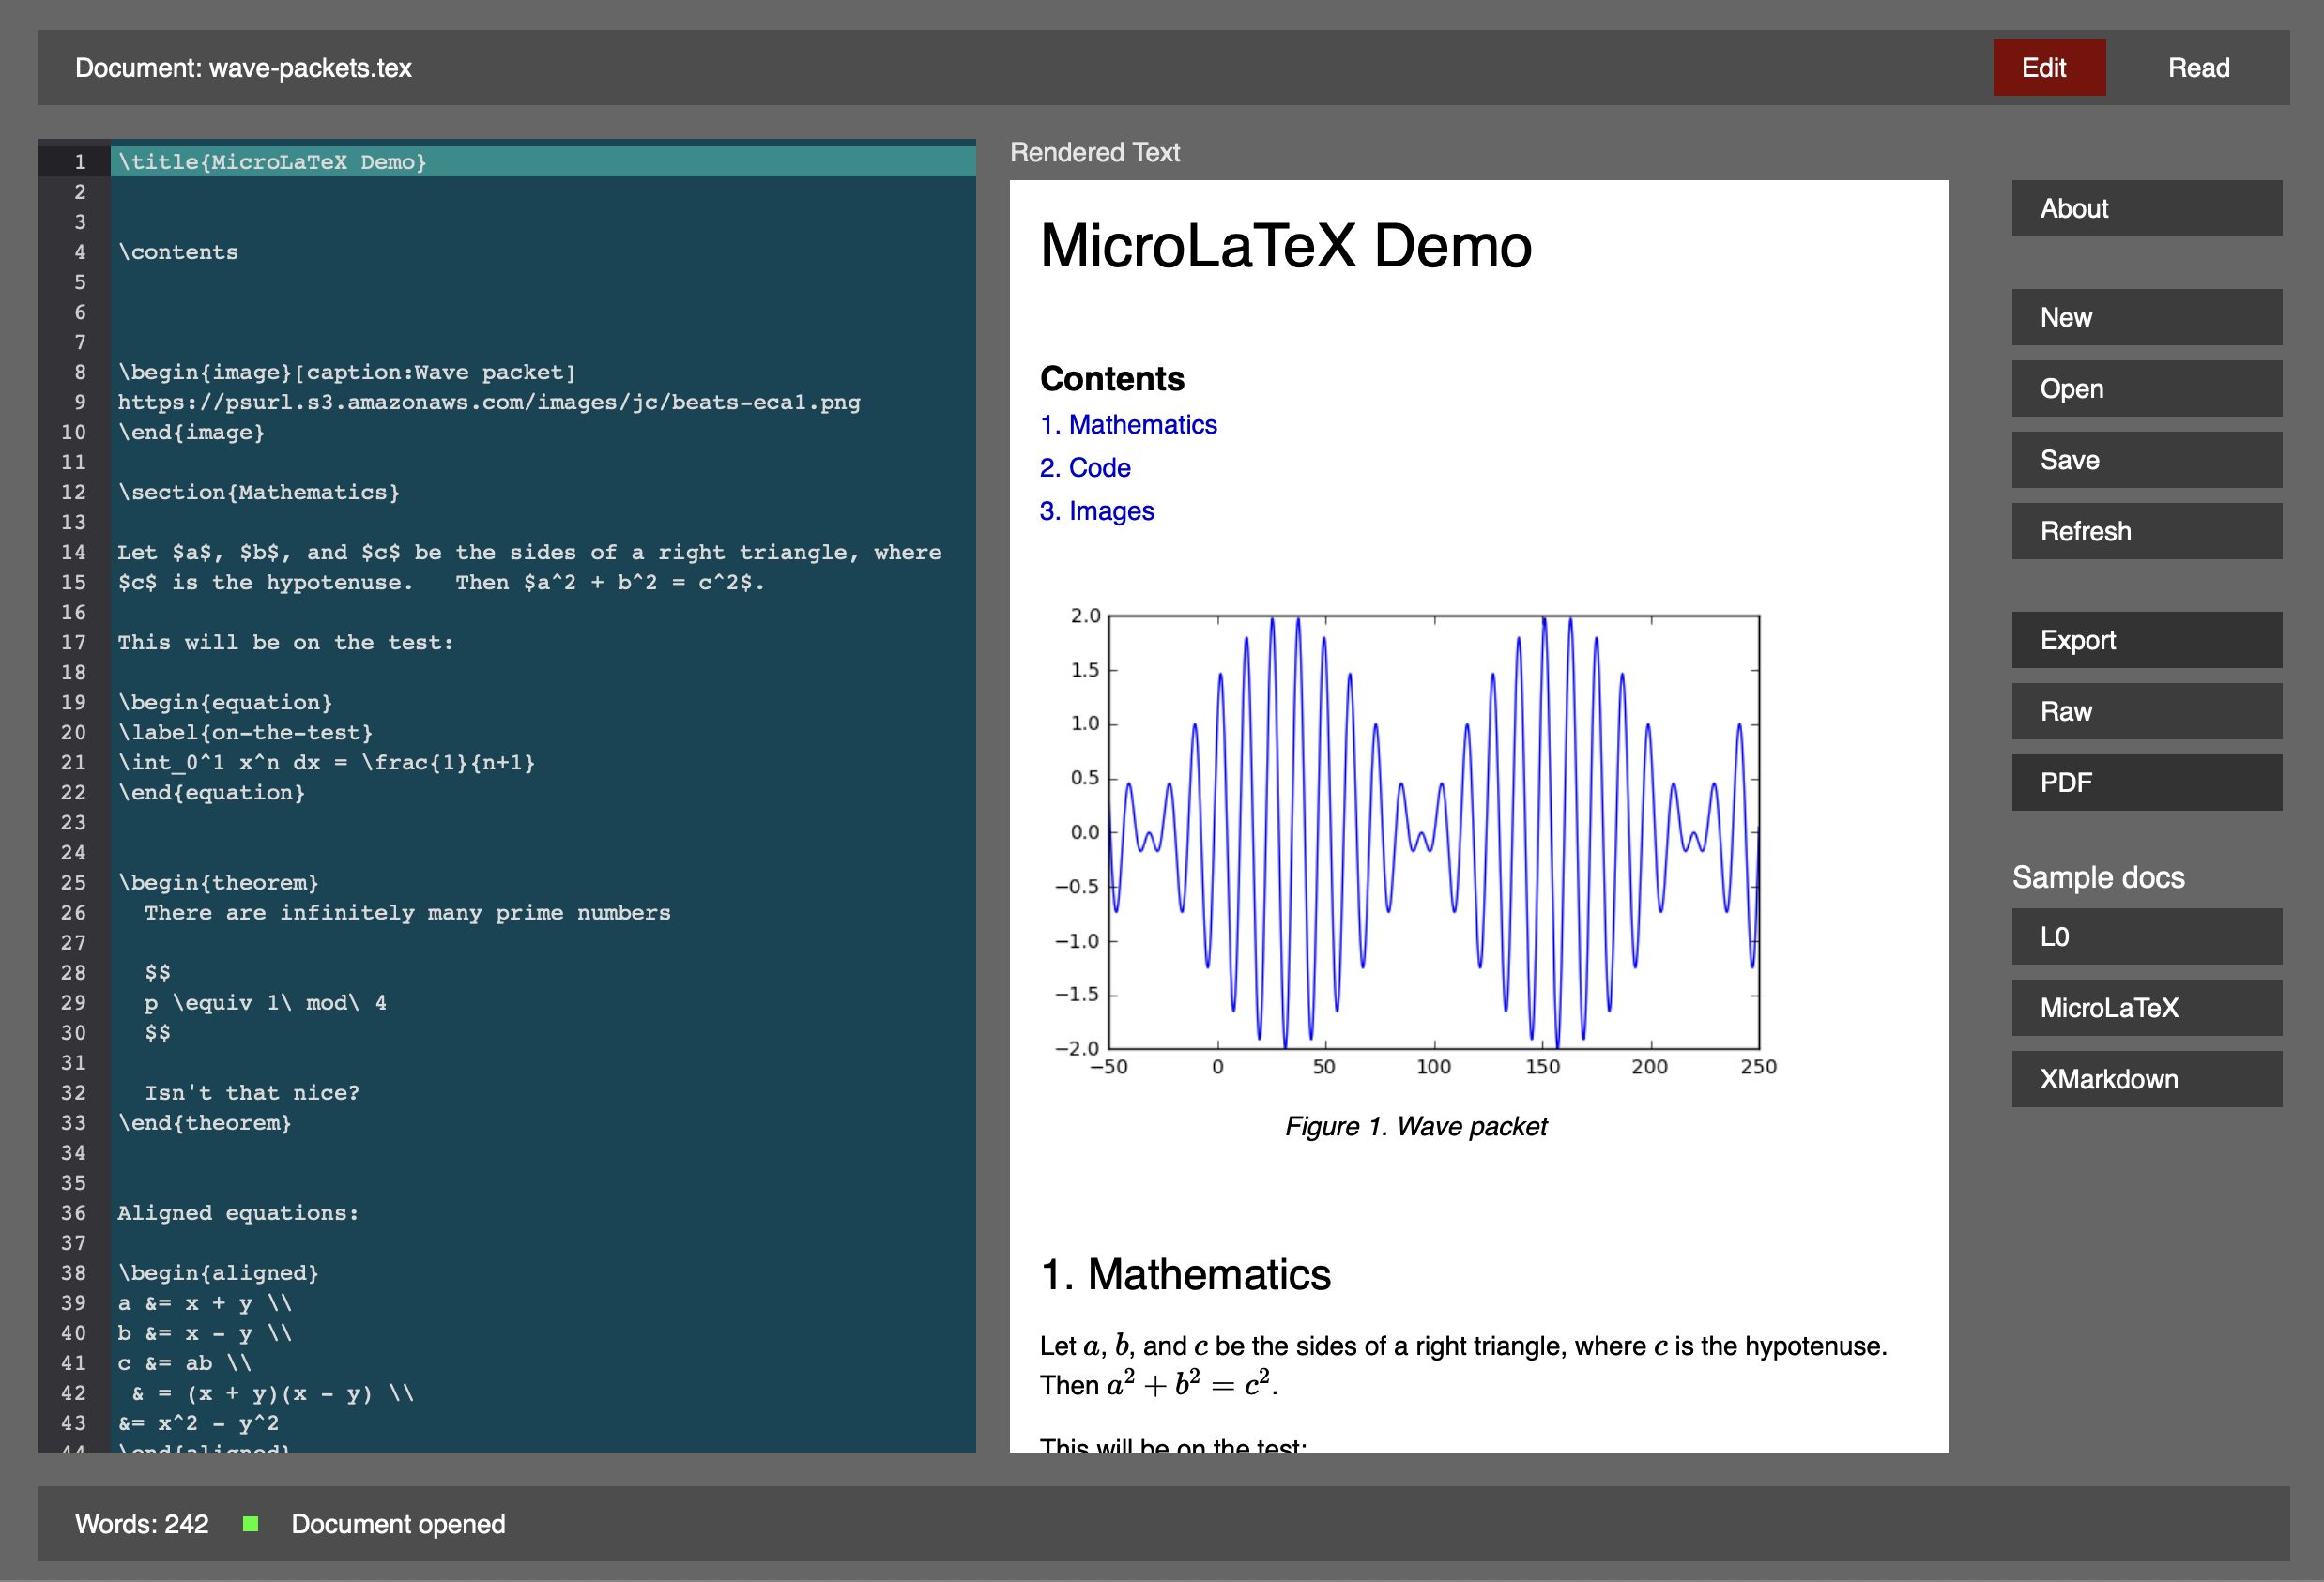 Document: wave-packets.tex
Edit
Read
1 \title{MicroLaTeX Demo}
2
3
4 \contents
5
6
7
8 \begin{image}[caption:Wave packet]
9 https://psurl.s3.amazonaws.com/images/jc/beats-eca1.png
10 \end{image}
11
12 \section{Mathematics}
13
14 Let $a$, $b$, and $c$ be the sides of a right triangle, where
15 $c$ is the hypotenuse.   Then $a^2 + b^2 = c^2$.
16
17 This will be on the test:
18
19 \begin{equation}
20 \label{on-the-test}
21 \int_0^1 x^n dx = \frac{1}{n+1}
22 \end{equation}
23
24
25 \begin{theorem}
26   There are infinitely many prime numbers
27
28   $$
29   p \equiv 1\ mod\ 4
30   $$
31
32   Isn't that nice?
33 \end{theorem}
34
35
36 Aligned equations:
37
38 \begin{aligned}
39 a &= x + y \\
40 b &= x - y \\
41 c &= ab \\
42  & = (x + y)(x - y) \\
43 &= x^2 - y^2
44 \end{aligned}
Rendered Text
MicroLaTeX Demo
Contents
1. Mathematics
2. Code
3. Images
2.0
1.5
1.0
0.5
0.0
−0.5
−1.0
−1.5
−2.0
−50 0 50 100 150 200 250
Figure 1. Wave packet
1. Mathematics
Let a, b, and c be the sides of a right triangle, where c is the hypotenuse.
Then a² + b² = c².
This will be on the test:
About
New
Open
Save
Refresh
Export
Raw
PDF
Sample docs
L0
MicroLaTeX
XMarkdown
Words: 242
Document opened